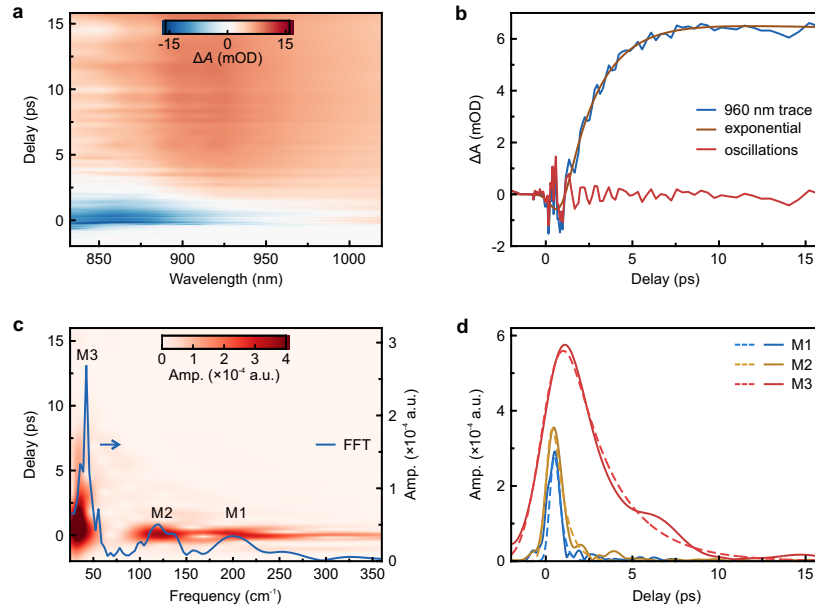 a
15
10
5
0
Delay (ps)
-15
0
15
ΔA (mOD)
850
900
950
1000
Wavelength (nm)
b
6
4
2
0
-2
ΔA (mOD)
960 nm trace
exponential
oscillations
0
5
10
15
Delay (ps)
c
15
10
5
0
Delay (ps)
M3
0
1
2
3
4
Amp. (×10⁻⁴ a.u.)
FFT
M2
M1
3
2
1
0
Amp. (×10⁻⁴ a.u.)
50
100
150
200
250
300
350
Frequency (cm⁻¹)
d
6
4
2
0
Amp. (×10⁻⁴ a.u.)
M1
M2
M3
0
5
10
15
Delay (ps)